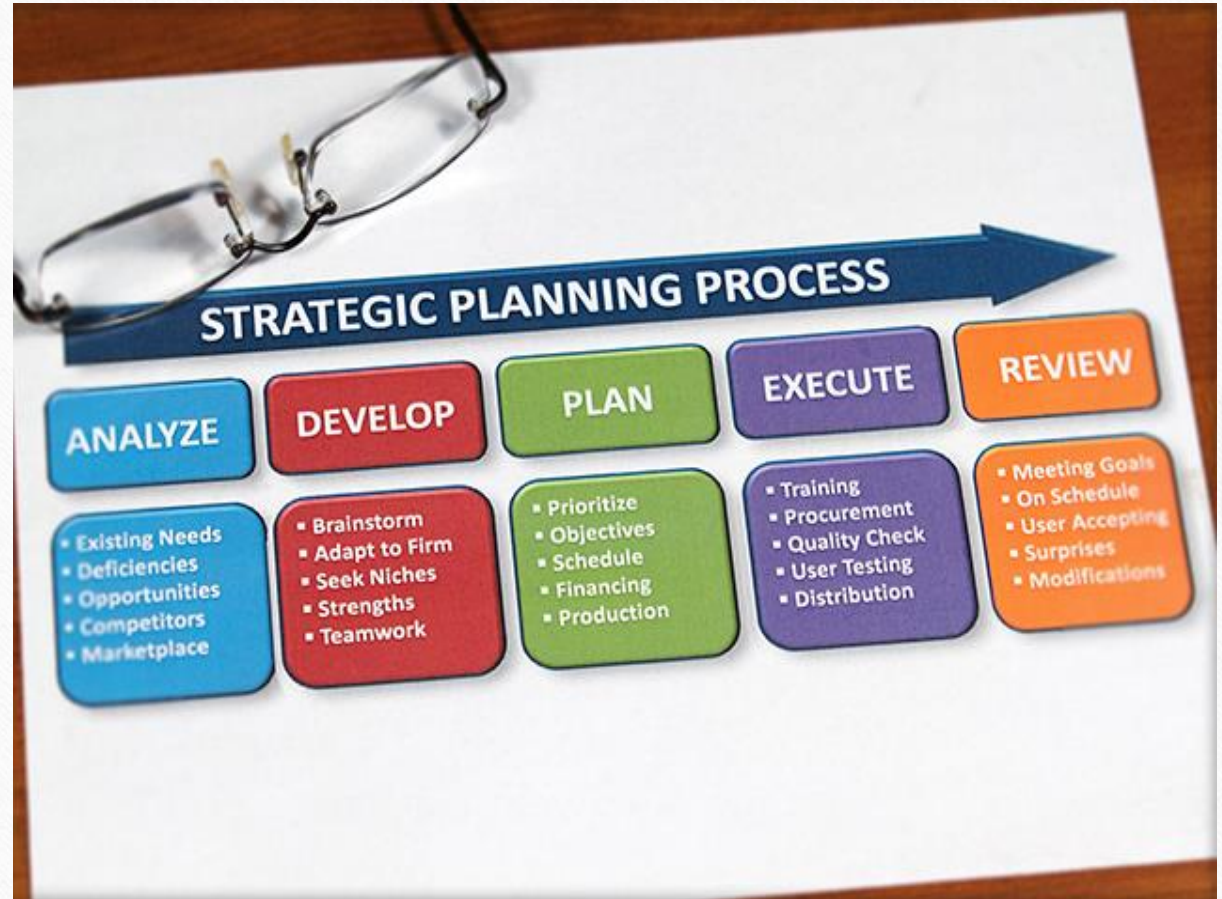 STRATEGIC PLANNING PROCESS
ANALYZE
▪ Existing Needs
▪ Deficiencies
▪ Opportunities
▪ Competitors
▪ Marketplace
DEVELOP
▪ Brainstorm
▪ Adapt to Firm
▪ Seek Niches
▪ Strengths
▪ Teamwork
PLAN
▪ Prioritize
▪ Objectives
▪ Schedule
▪ Financing
▪ Production
EXECUTE
▪ Training
▪ Procurement
▪ Quality Check
▪ User Testing
▪ Distribution
REVIEW
▪ Meeting Goals
▪ On Schedule
▪ User Accepting
▪ Surprises
▪ Modifications